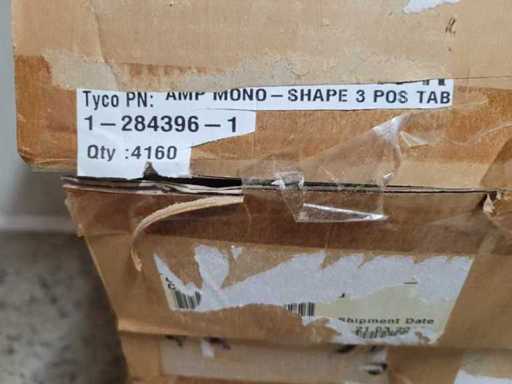 Tyco PN: AMP MONO-SHAPE 3 POS TAB
1-284396-1
Qty :4160
Shipment Date